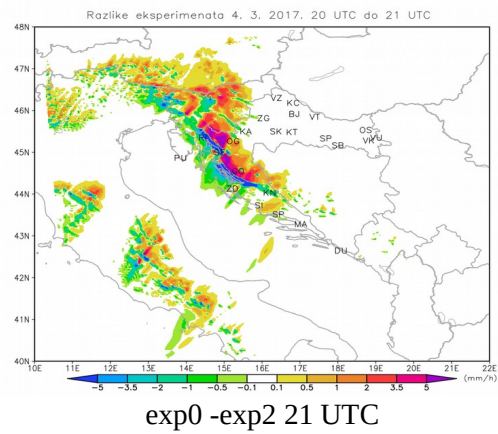 Razlike eksperimenata 4. 3. 2017. 20 UTC do 21 UTC
48N
47N
VZ
46N KC
BJ VT
ZG
KA SK KT OS
OG SP VK VU
45N SB
PU
GO
44N ZD KN
SI
SP
43N MA
DU
42N
41N
40N
10E 11E 12E 13E 14E 15E 16E 17E 18E 19E 20E 21E 22E
-5 -3.5 -2 -1 -0.5 -0.1 0.1 0.5 1 2 3.5 5 (mm/h)
exp0 -exp2 21 UTC